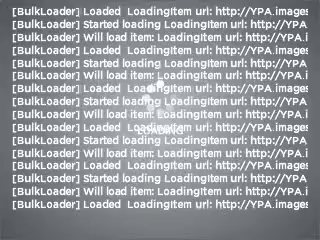 [BulkLoader] Loaded  LoadingItem url: http://YPA.images
[BulkLoader] Started loading LoadingItem url: http://YPA
[BulkLoader] Will load item: LoadingItem url: http://YPA.i
[BulkLoader] Loaded  LoadingItem url: http://YPA.images
[BulkLoader] Started loading LoadingItem url: http://YPA
[BulkLoader] Will load item: LoadingItem url: http://YPA.i
[BulkLoader] Loaded  LoadingItem url: http://YPA.images
[BulkLoader] Started loading LoadingItem url: http://YPA
[BulkLoader] Will load item: LoadingItem url: http://YPA.i
[BulkLoader] Loaded  LoadingItem url: http://YPA.images
LOADING
[BulkLoader] Started loading LoadingItem url: http://YPA
[BulkLoader] Will load item: LoadingItem url: http://YPA.i
[BulkLoader] Loaded  LoadingItem url: http://YPA.images
[BulkLoader] Started loading LoadingItem url: http://YPA
[BulkLoader] Will load item: LoadingItem url: http://YPA.i
[BulkLoader] Loaded  LoadingItem url: http://YPA.images